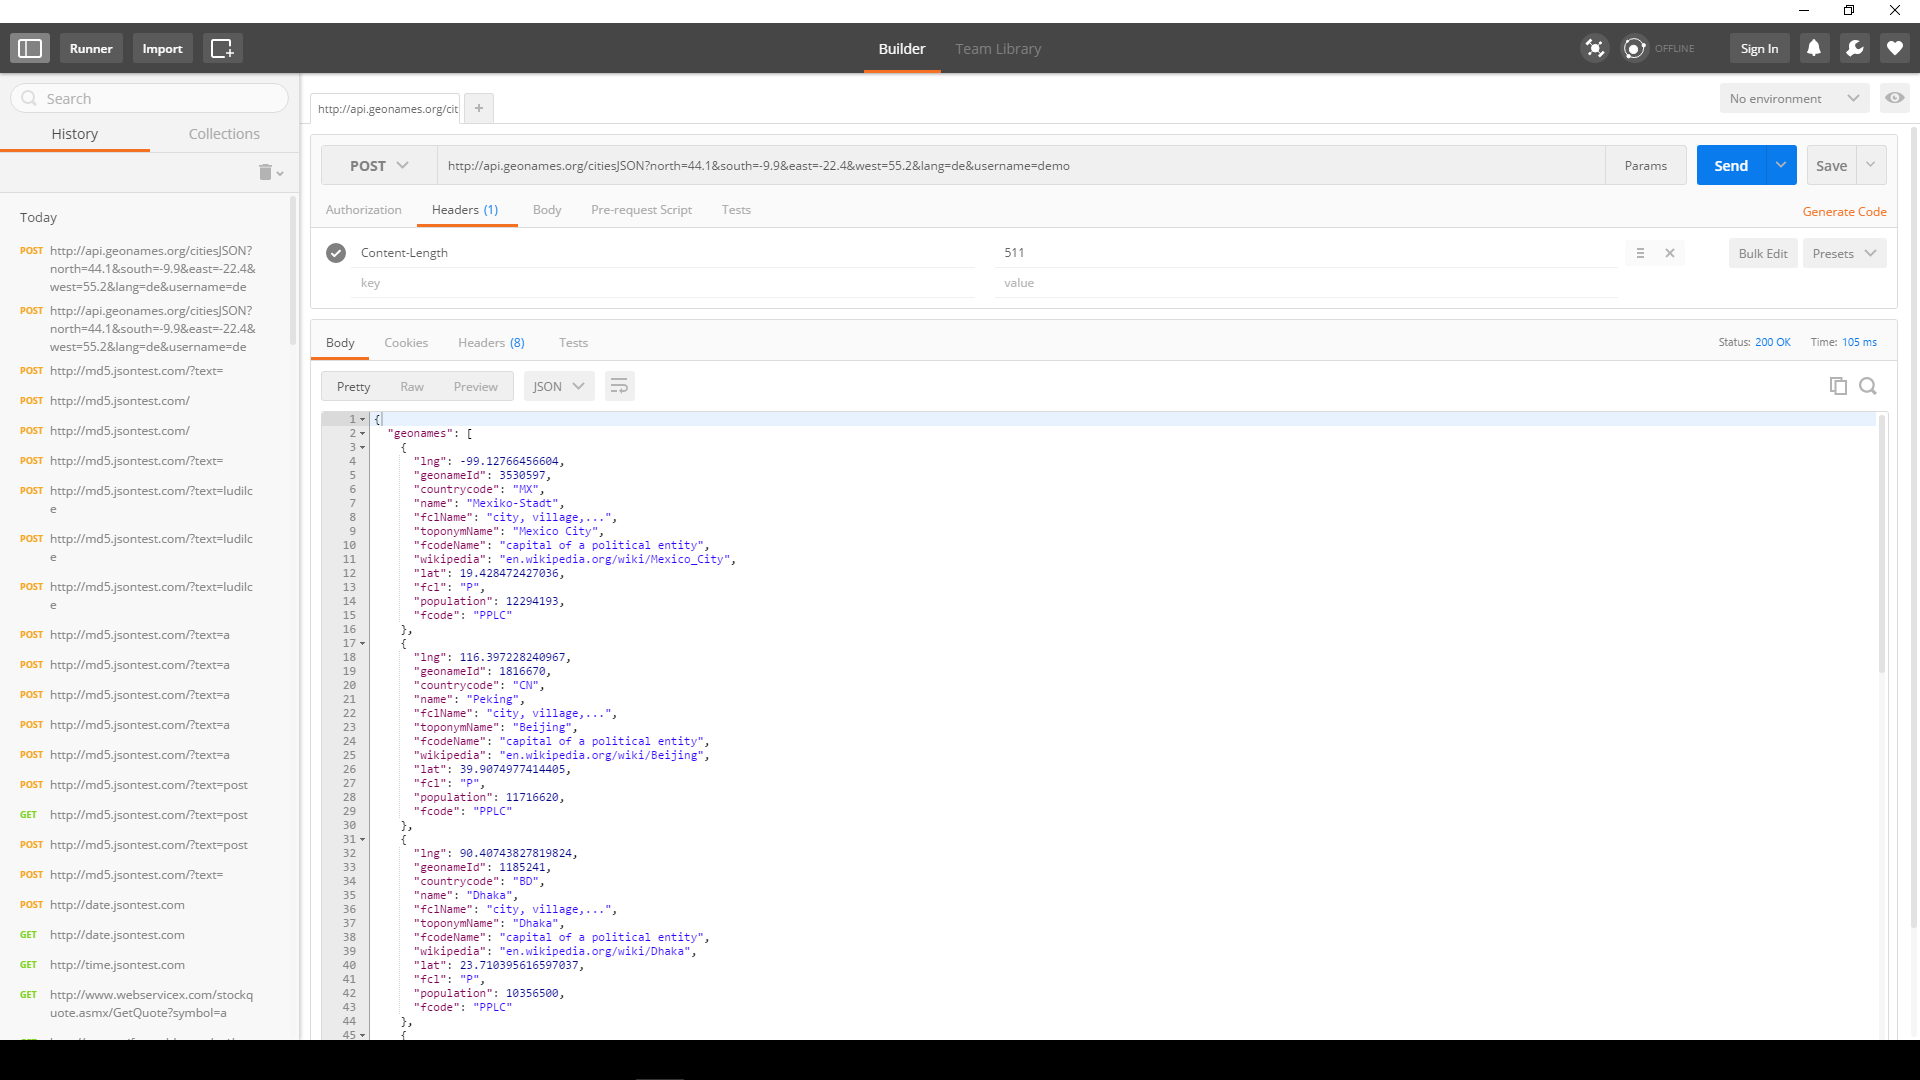 Runner
Import
Builder
Team Library
OFFLINE
Sign In
Search
History
Collections
Today
POST http://api.geonames.org/citiesJSON?
north=44.1&south=-9.9&east=-22.4&
west=55.2&lang=de&username=de
POST http://api.geonames.org/citiesJSON?
north=44.1&south=-9.9&east=-22.4&
west=55.2&lang=de&username=de
POST http://md5.jsontest.com/?text=
POST http://md5.jsontest.com/
POST http://md5.jsontest.com/
POST http://md5.jsontest.com/?text=
POST http://md5.jsontest.com/?text=ludilc
e
POST http://md5.jsontest.com/?text=ludilc
e
POST http://md5.jsontest.com/?text=ludilc
e
POST http://md5.jsontest.com/?text=a
POST http://md5.jsontest.com/?text=a
POST http://md5.jsontest.com/?text=a
POST http://md5.jsontest.com/?text=a
POST http://md5.jsontest.com/?text=a
POST http://md5.jsontest.com/?text=post
GET http://md5.jsontest.com/?text=post
POST http://md5.jsontest.com/?text=post
POST http://md5.jsontest.com/?text=
POST http://date.jsontest.com
GET http://date.jsontest.com
GET http://time.jsontest.com
GET http://www.webservicex.com/stockq
uote.asmx/GetQuote?symbol=a
http://api.geonames.org/cit
+
No environment
POST
http://api.geonames.org/citiesJSON?north=44.1&south=-9.9&east=-22.4&west=55.2&lang=de&username=demo
Params
Send
Save
Authorization
Headers (1)
Body
Pre-request Script
Tests
Generate Code
Content-Length
511
Bulk Edit
Presets
key
value
Body
Cookies
Headers (8)
Tests
Status: 200 OK
Time: 105 ms
Pretty
Raw
Preview
JSON
1 {
2 "geonames": [
3 {
4 "lng": -99.12766456604,
5 "geonameId": 3530597,
6 "countrycode": "MX",
7 "name": "Mexiko-Stadt",
8 "fclName": "city, village,...",
9 "toponymName": "Mexico City",
10 "fcodeName": "capital of a political entity",
11 "wikipedia": "en.wikipedia.org/wiki/Mexico_City",
12 "lat": 19.428472427036,
13 "fcl": "P",
14 "population": 12294193,
15 "fcode": "PPLC"
16 },
17 {
18 "lng": 116.397228240967,
19 "geonameId": 1816670,
20 "countrycode": "CN",
21 "name": "Peking",
22 "fclName": "city, village,...",
23 "toponymName": "Beijing",
24 "fcodeName": "capital of a political entity",
25 "wikipedia": "en.wikipedia.org/wiki/Beijing",
26 "lat": 39.9074977414405,
27 "fcl": "P",
28 "population": 11716620,
29 "fcode": "PPLC"
30 },
31 {
32 "lng": 90.40743827819824,
33 "geonameId": 1185241,
34 "countrycode": "BD",
35 "name": "Dhaka",
36 "fclName": "city, village,...",
37 "toponymName": "Dhaka",
38 "fcodeName": "capital of a political entity",
39 "wikipedia": "en.wikipedia.org/wiki/Dhaka",
40 "lat": 23.710395616597037,
41 "fcl": "P",
42 "population": 10356500,
43 "fcode": "PPLC"
44 },
45 {